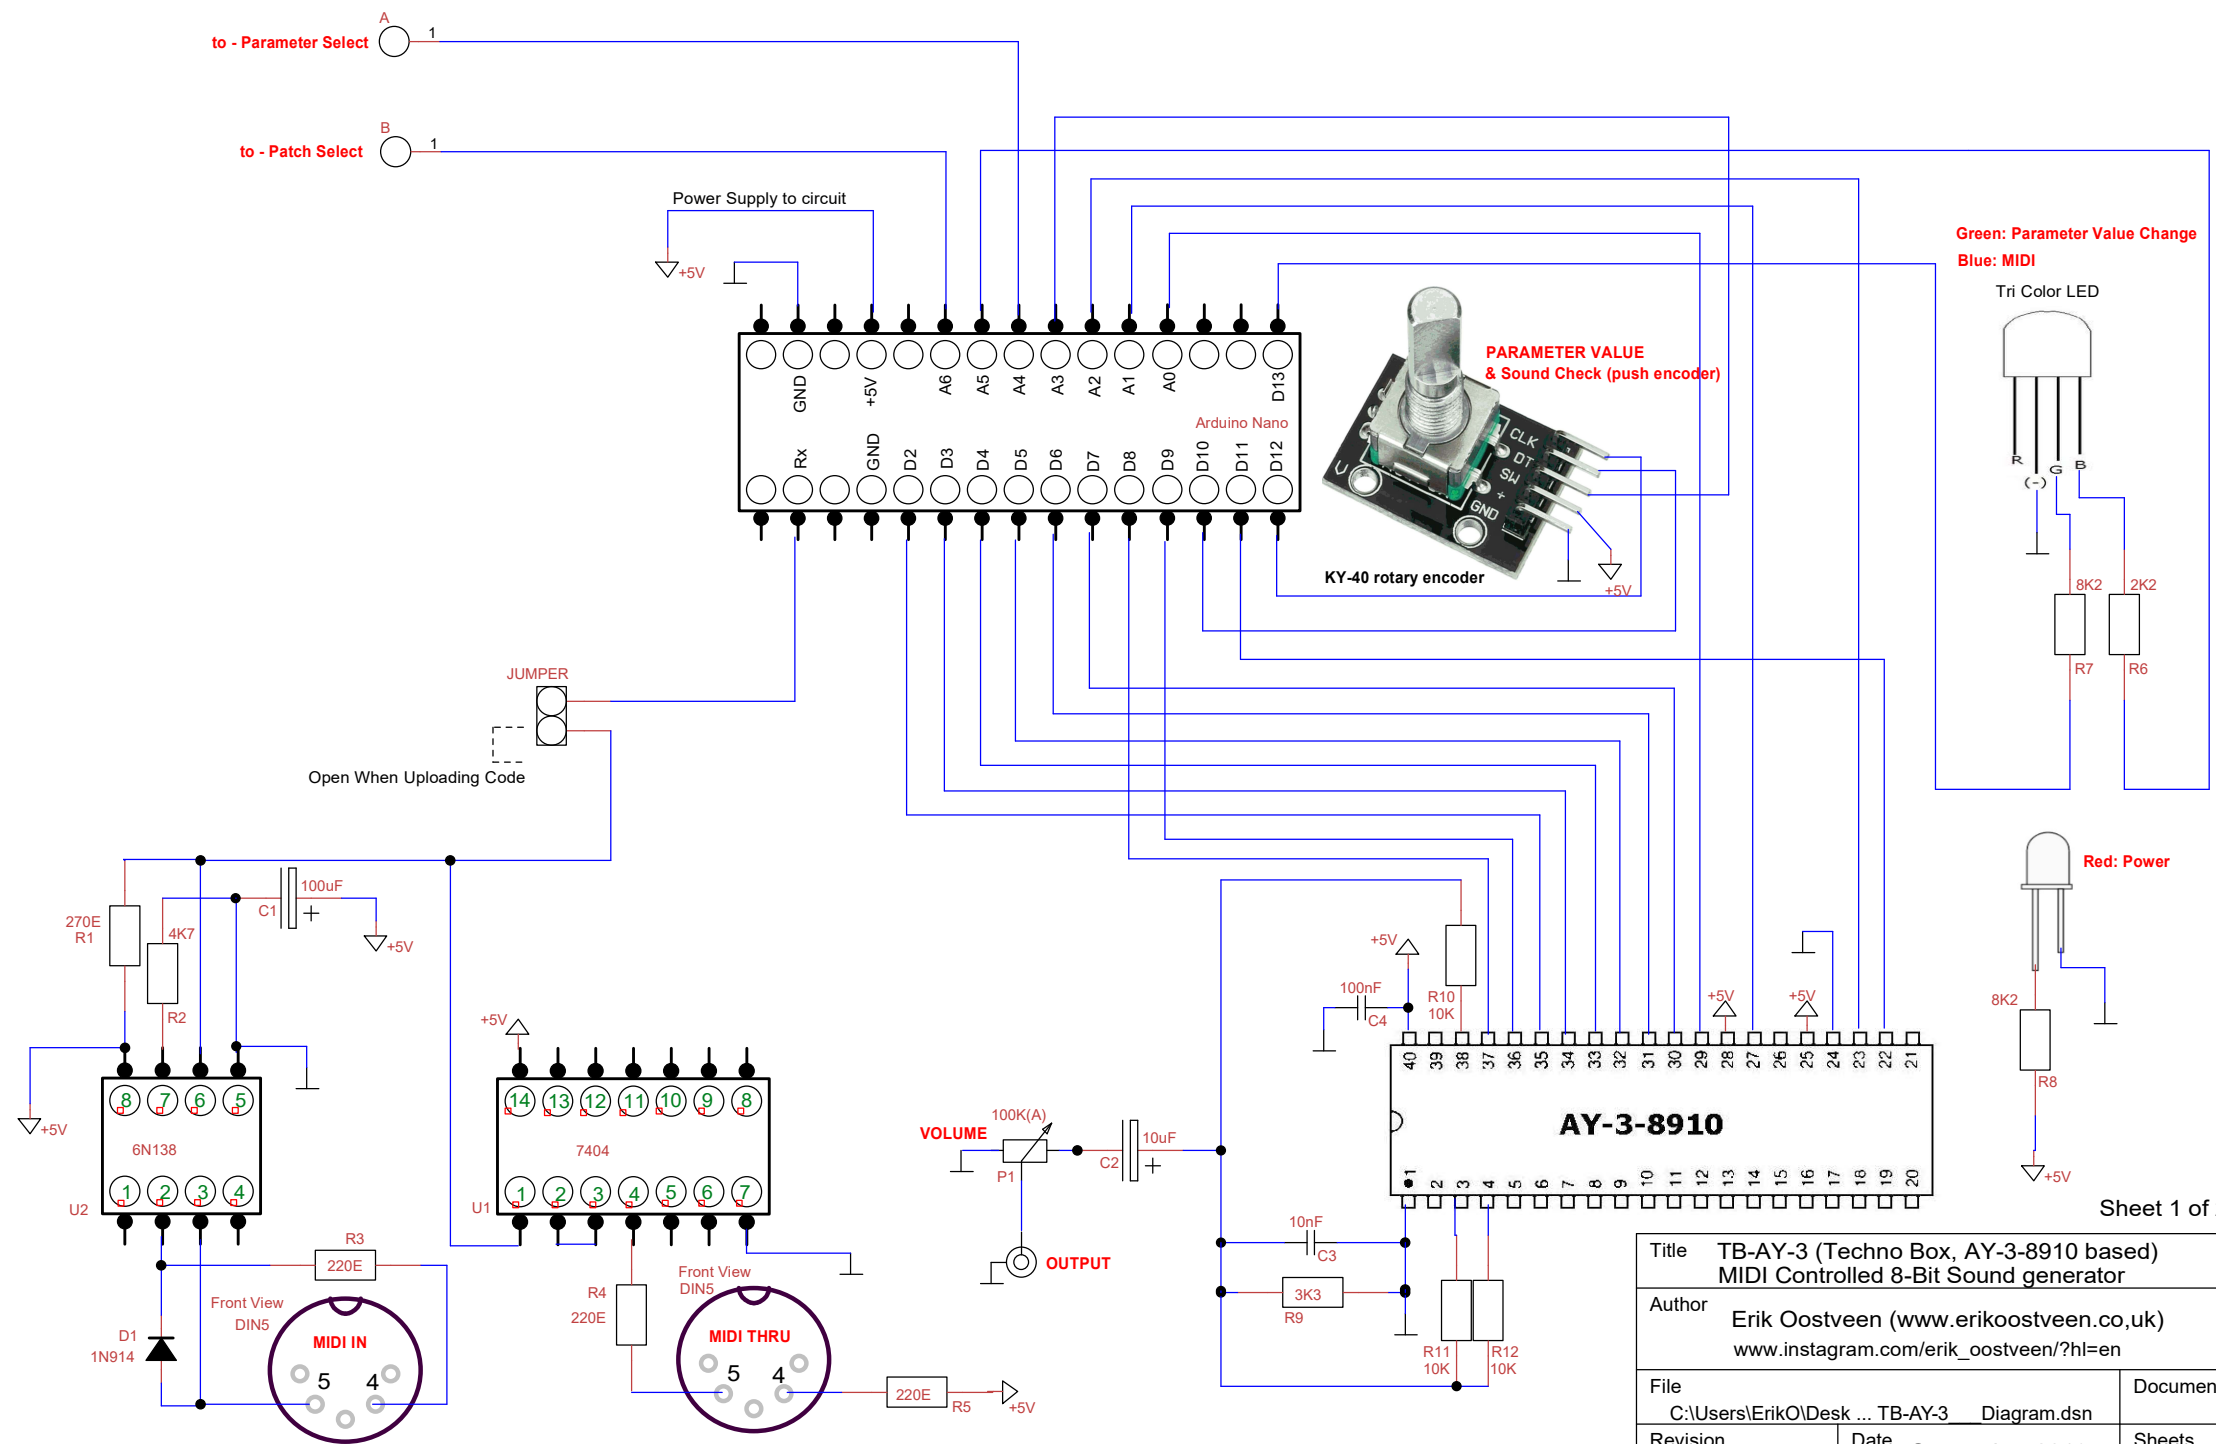 A
to - Parameter Select
1
B
to - Patch Select
1
Power Supply to circuit
+5V
Green: Parameter Value Change
Blue: MIDI
Tri Color LED
R
(-)
G
B
GND
+5V
A6
A5
A4
A3
A2
A1
A0
D13
Arduino Nano
Rx
GND
D2
D3
D4
D5
D6
D7
D8
D9
D10
D11
D12
PARAMETER VALUE
& Sound Check (push encoder)
CLK
DT
SW
+
GND
KY-40 rotary encoder
+5V
8K2
2K2
R7
R6
JUMPER
Open When Uploading Code
Red: Power
270E
R1
4K7
R2
100uF
C1
+
+5V
+5V
8
7
6
5
6N138
1
2
3
4
U2
+5V
14
13
12
11
10
9
8
7404
1
2
3
4
5
6
7
U1
R3
220E
Front View
DIN5
MIDI IN
5
4
D1
1N914
R4
220E
Front View
DIN5
MIDI THRU
5
4
220E
R5
+5V
VOLUME
100K(A)
P1
C2
10uF
+
OUTPUT
+5V
100nF
C4
R10
10K
+5V
+5V
40
39
38
37
36
35
34
33
32
31
30
29
28
27
26
25
24
23
22
21
AY-3-8910
1
2
3
4
5
6
7
8
9
10
11
12
13
14
15
16
17
18
19
20
10nF
C3
3K3
R9
R11
10K
R12
10K
8K2
R8
+5V
Sheet 1 of
Title
TB-AY-3 (Techno Box, AY-3-8910 based)
MIDI Controlled 8-Bit Sound generator
Author
Erik Oostveen (www.erikoostveen.co,uk)
www.instagram.com/erik_oostveen/?hl=en
File
C:\Users\ErikO\Desk ... TB-AY-3___Diagram.dsn
Documen
Revision
Date
Sheets